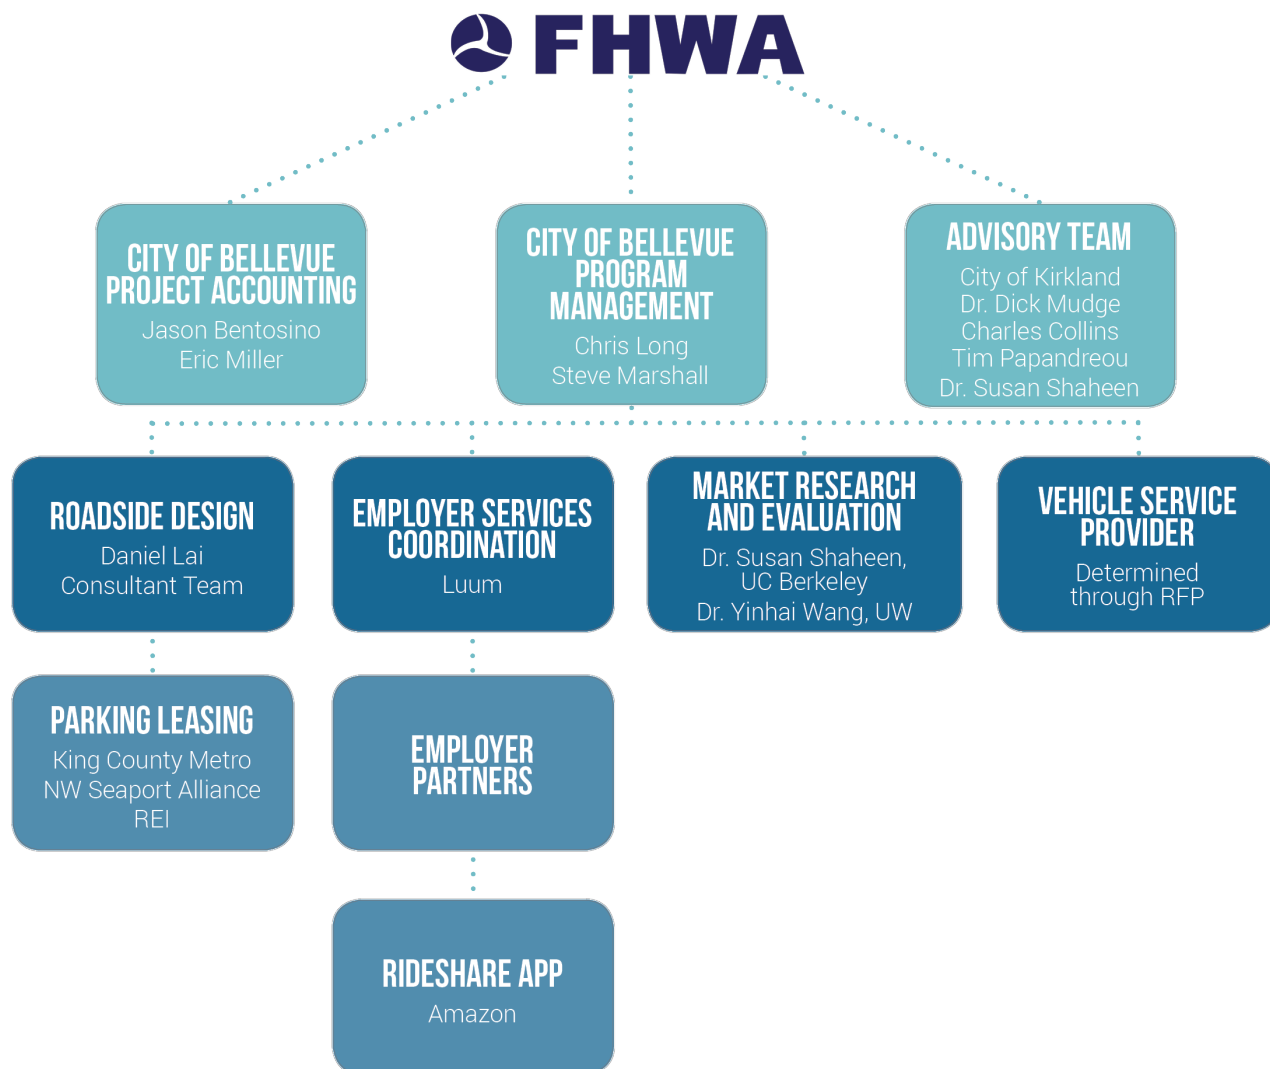 FHWA
CITY OF BELLEVUE
PROJECT ACCOUNTING
Jason Bentosino
Eric Miller
CITY OF BELLEVUE
PROGRAM
MANAGEMENT
Chris Long
Steve Marshall
ADVISORY TEAM
City of Kirkland
Dr. Dick Mudge
Charles Collins
Tim Papandreou
Dr. Susan Shaheen
ROADSIDE DESIGN
Daniel Lai
Consultant Team
EMPLOYER SERVICES
COORDINATION
Luum
MARKET RESEARCH
AND EVALUATION
Dr. Susan Shaheen,
UC Berkeley
Dr. Yinhai Wang, UW
VEHICLE SERVICE
PROVIDER
Determined
through RFP
PARKING LEASING
King County Metro
NW Seaport Alliance
REI
EMPLOYER
PARTNERS
RIDESHARE APP
Amazon